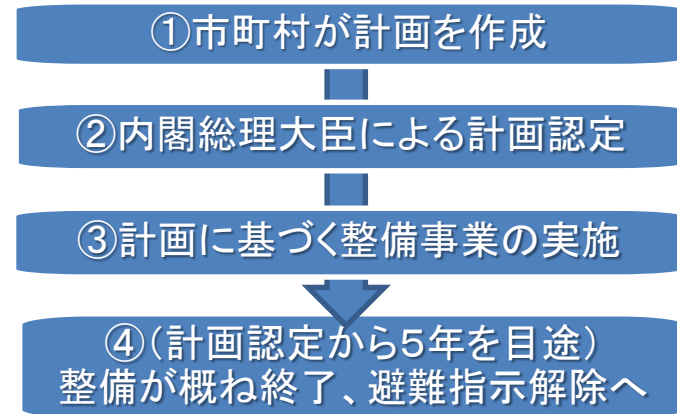 ①市町村が計画を作成
②内閣総理大臣による計画認定
③計画に基づく整備事業の実施
④(計画認定から5年を目途)
整備が概ね終了、避難指示解除へ